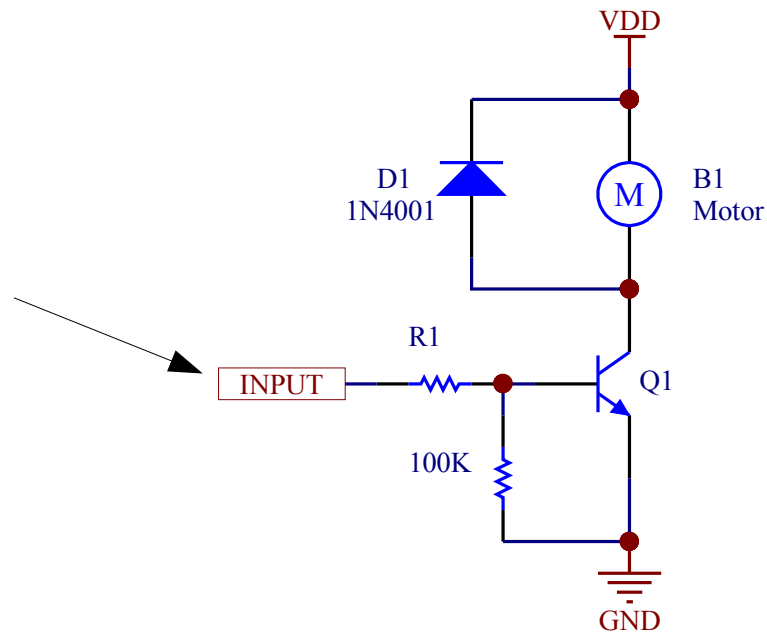 VDD
D1
1N4001
M
B1
Motor
R1
INPUT
Q1
100K
GND